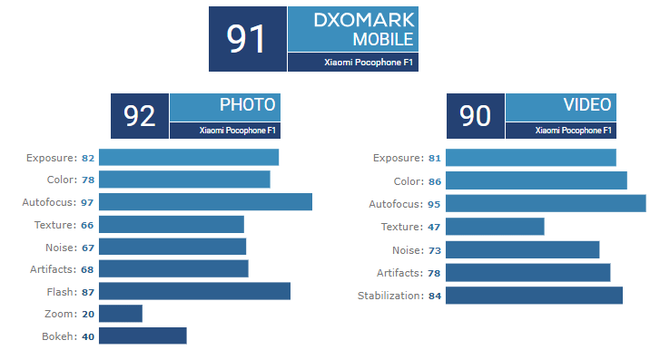 91
DXOMARK
MOBILE
Xiaomi Pocophone F1
92
PHOTO
Xiaomi Pocophone F1
Exposure: 82
Color: 78
Autofocus: 97
Texture: 66
Noise: 67
Artifacts: 68
Flash: 87
Zoom: 20
Bokeh: 40
90
VIDEO
Xiaomi Pocophone F1
Exposure: 81
Color: 86
Autofocus: 95
Texture: 47
Noise: 73
Artifacts: 78
Stabilization: 84